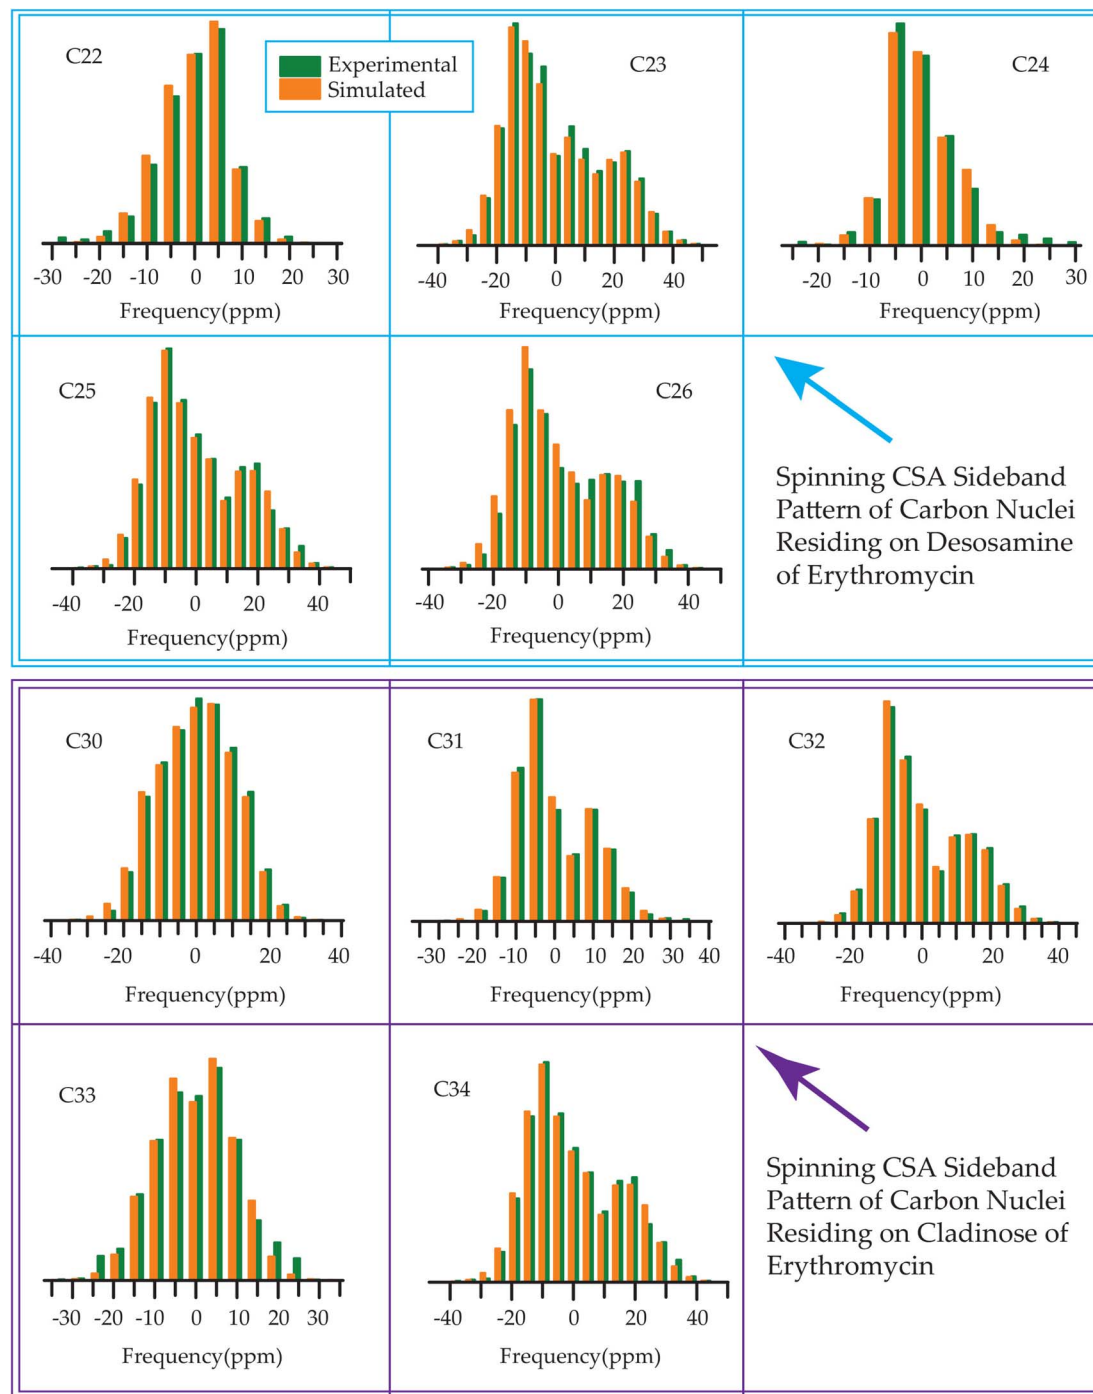 C22
Experimental
Simulated
-30 -20 -10 0 10 20 30
Frequency(ppm)
C23
-40 -20 0 20 40
Frequency(ppm)
C24
-20 -10 0 10 20 30
Frequency(ppm)
C25
-40 -20 0 20 40
Frequency(ppm)
C26
-40 -20 0 20 40
Frequency(ppm)
Spinning CSA Sideband
Pattern of Carbon Nuclei
Residing on Desosamine
of Erythromycin
C30
-40 -20 0 20 40
Frequency(ppm)
C31
-30 -20 -10 0 10 20 30 40
Frequency(ppm)
C32
-40 -20 0 20 40
Frequency(ppm)
C33
-30 -20 -10 0 10 20 30
Frequency(ppm)
C34
-40 -20 0 20 40
Frequency(ppm)
Spinning CSA Sideband
Pattern of Carbon Nuclei
Residing on Cladinose of
Erythromycin